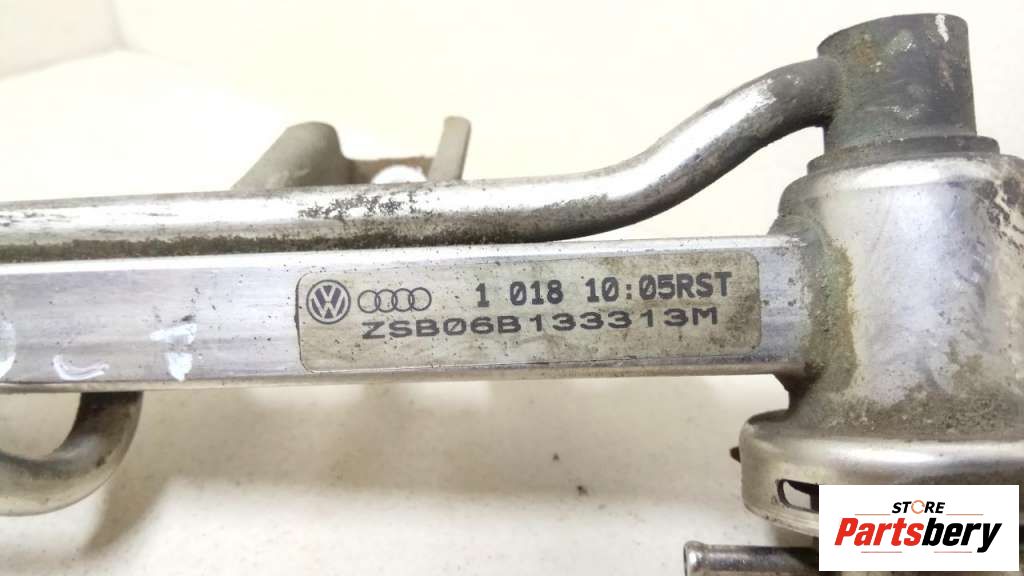 1 018 10:05RST
ZSB06B133313M
STORE
Partsbery